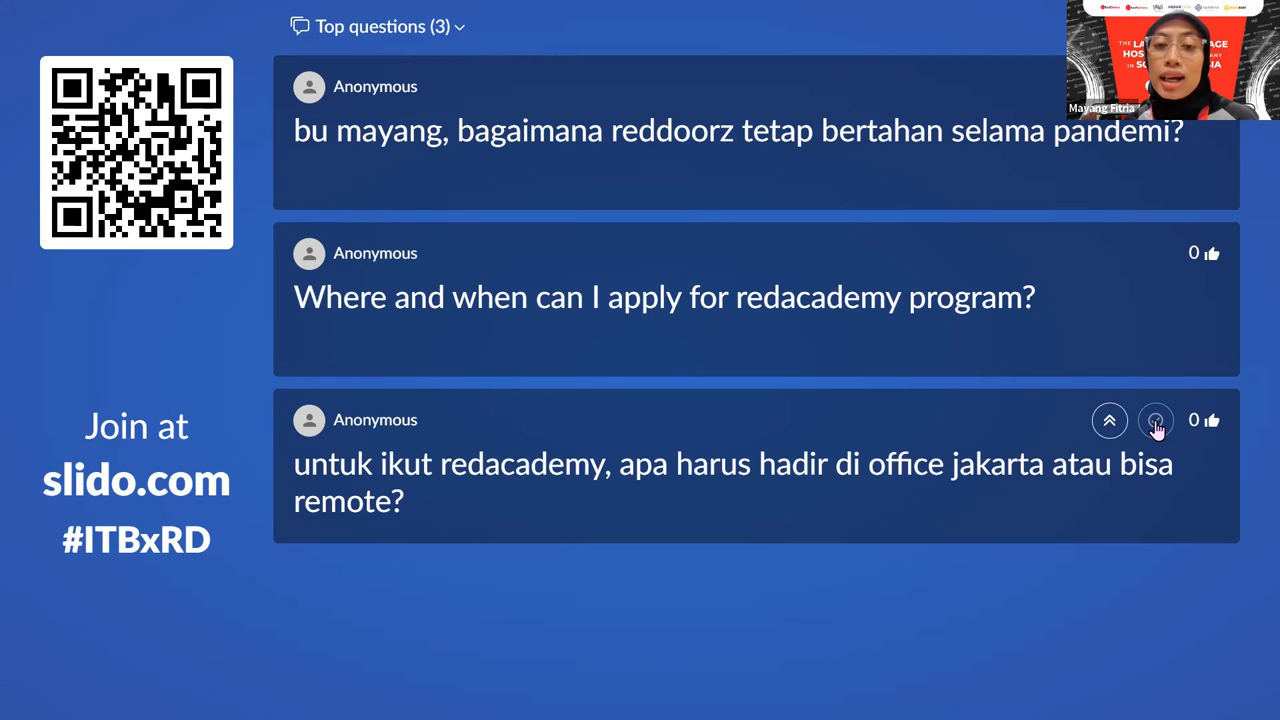 Top questions (3)
Anonymous
bu mayang, bagaimana reddoorz tetap bertahan selama pandemi?
Anonymous
0
Where and when can I apply for redacademy program?
Anonymous
0
untuk ikut redacademy, apa harus hadir di office jakarta atau bisa
remote?
Join at
slido.com
#ITBxRD
Mayang Fitria
THE